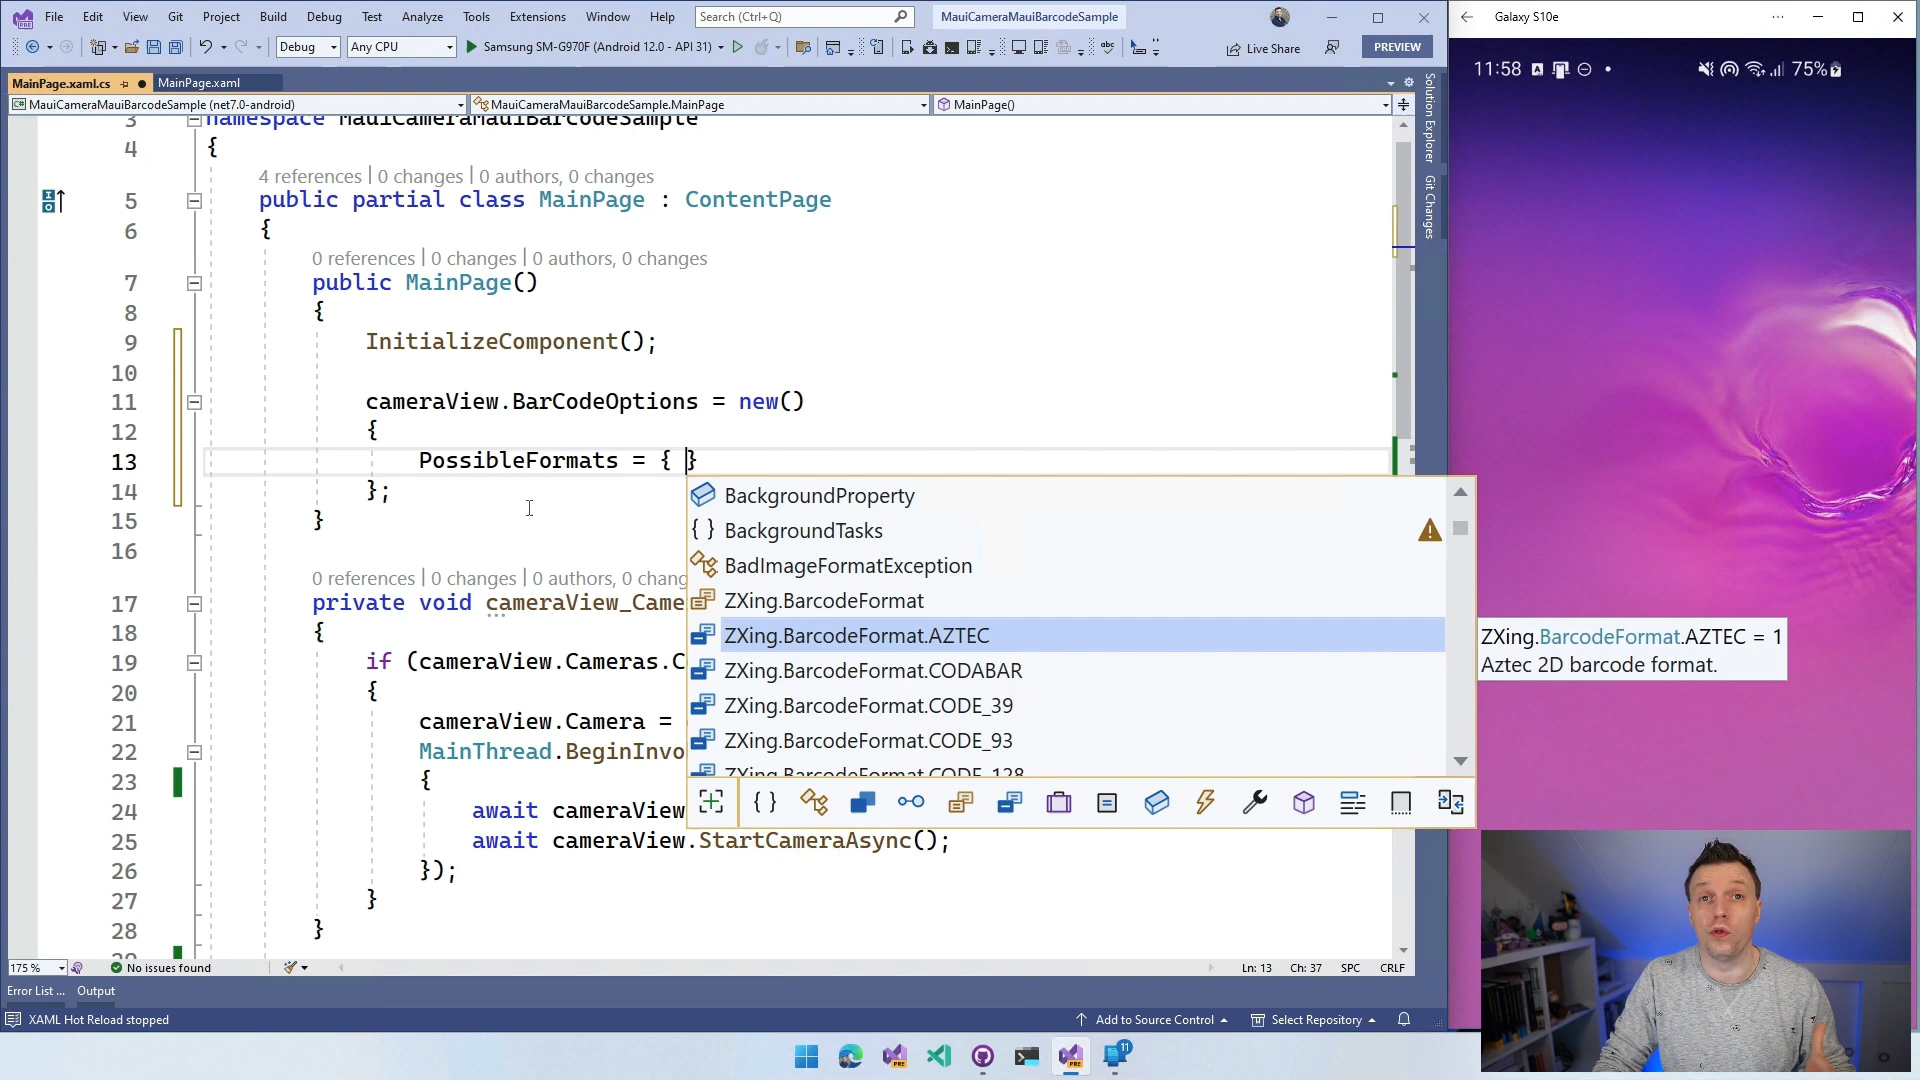 File Edit View Git Project Build Debug Test Analyze Tools Extensions Window Help Search (Ctrl+Q) MauiCameraMauiBarcodeSample
Debug Any CPU Samsung SM-G970F (Android 12.0 - API 31) Live Share PREVIEW
MainPage.xaml.cs MainPage.xaml
MauiCameraMauiBarcodeSample (net7.0-android) MauiCameraMauiBarcodeSample.MainPage MainPage()
3 namespace MauiCameraMauiBarcodeSample
4 {
4 references | 0 changes | 0 authors, 0 changes
5 public partial class MainPage : ContentPage
6 {
0 references | 0 changes | 0 authors, 0 changes
7 public MainPage()
8 {
9 InitializeComponent();
10
11 cameraView.BarCodeOptions = new()
12 {
13 PossibleFormats = { }
14 };
15 }
16
0 references | 0 changes | 0 authors, 0 chang
17 private void cameraView_Came
18 {
19 if (cameraView.Cameras.C
20 {
21 cameraView.Camera =
22 MainThread.BeginInvo
23 {
24 await cameraView
25 await cameraView.StartCameraAsync();
26 });
27 }
28 }
29
BackgroundProperty
{ } BackgroundTasks
BadImageFormatException
ZXing.BarcodeFormat
ZXing.BarcodeFormat.AZTEC
ZXing.BarcodeFormat.CODABAR
ZXing.BarcodeFormat.CODE_39
ZXing.BarcodeFormat.CODE_93
ZXing.BarcodeFormat.CODE_128
ZXing.BarcodeFormat.AZTEC = 1
Aztec 2D barcode format.
Solution Explorer
Git Changes
175 % No issues found Ln: 13 Ch: 37 SPC CRLF
Error List ... Output
XAML Hot Reload stopped Add to Source Control Select Repository
11
Galaxy S10e
11:58 75%